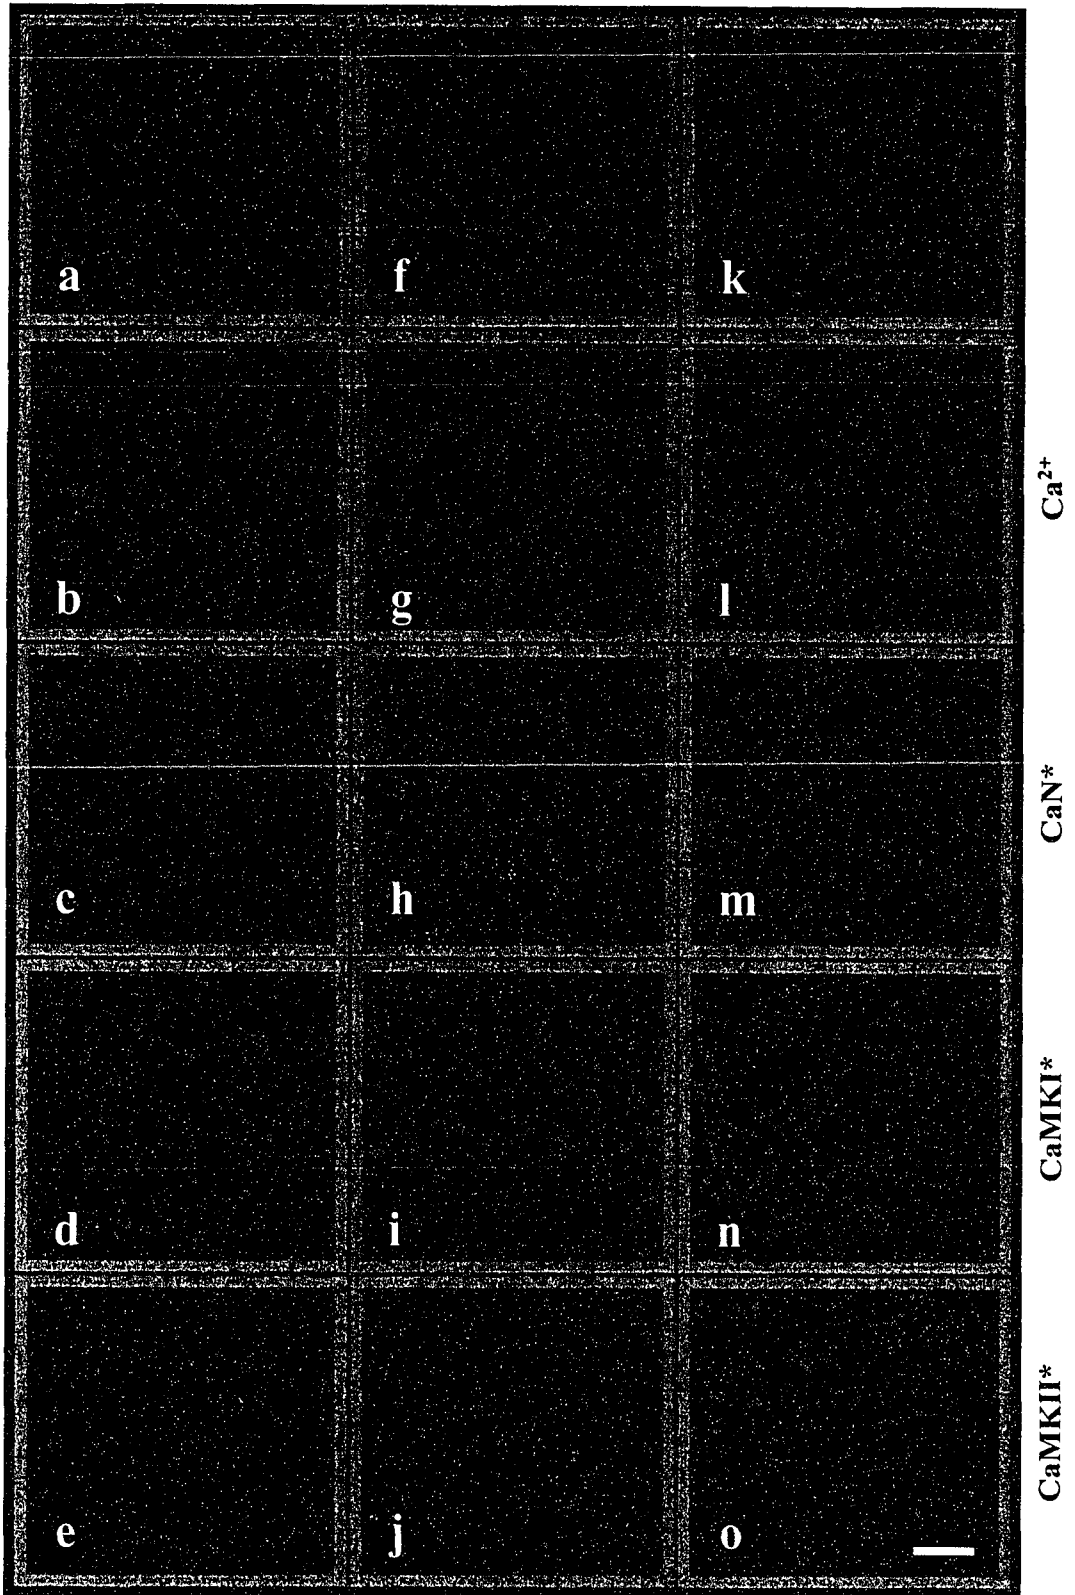 a f k
b g l
Ca²⁺
c h m
CaN*
d i n
CaMKI*
e j o
CaMKII*